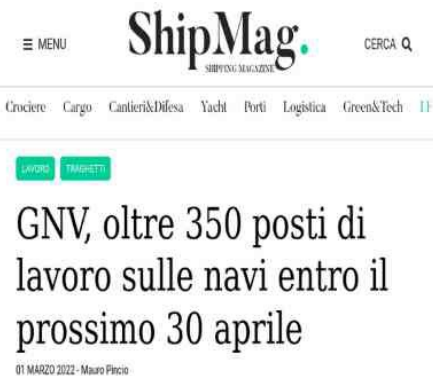 ≡ MENU
ShipMag.
SHIPPING MAGAZINE
CERCA
Crociere Cargo Cantieri&Difesa Yacht Porti Logistica Green&Tech
LAVORO TRAGHETTI
GNV, oltre 350 posti di
lavoro sulle navi entro il
prossimo 30 aprile
01 MARZO 2022 - Mauro Pincio